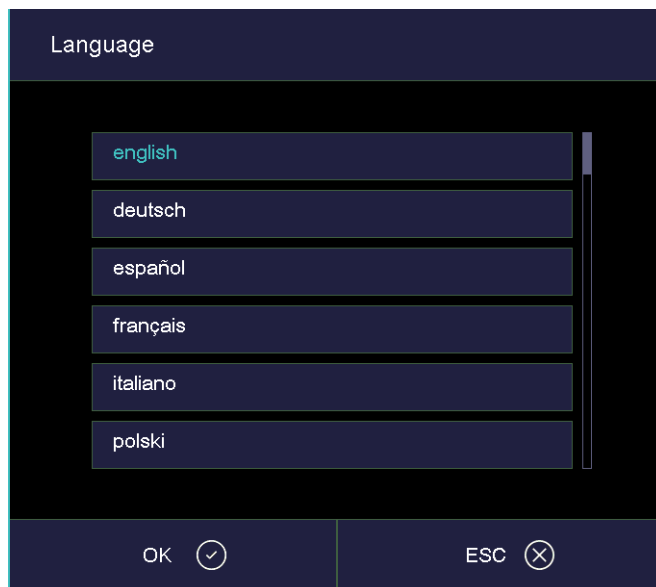 Language
english
deutsch
español
français
italiano
polski
OK
ESC